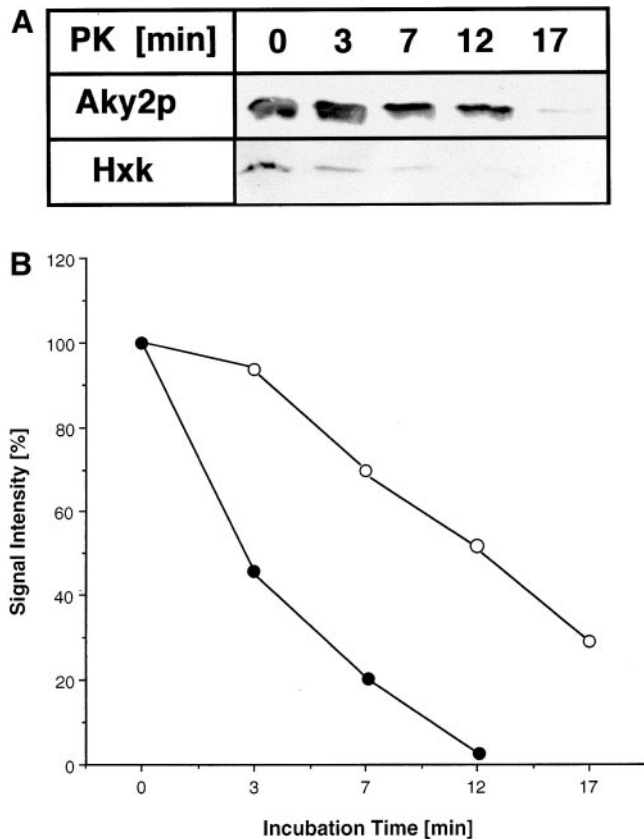 A
PK [min] 0 3 7 12 17
Aky2p
Hxk
B
120
100
80
60
40
20
0
Signal Intensity [%]
0 3 7 12 17
Incubation Time [min]